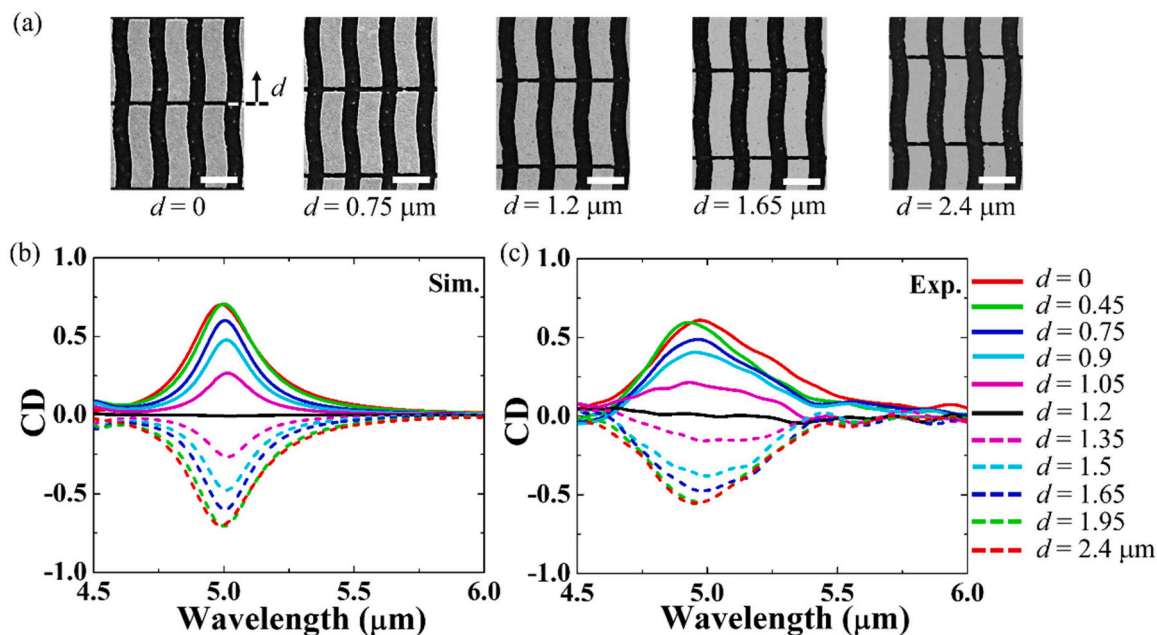 (a)
d
d = 0
d = 0.75 μm
d = 1.2 μm
d = 1.65 μm
d = 2.4 μm
(b)
1.0
0.5
0.0
-0.5
-1.0
CD
Sim.
4.5
5.0
5.5
6.0
Wavelength (μm)
(c)
1.0
0.5
0.0
-0.5
-1.0
CD
Exp.
4.5
5.0
5.5
6.0
Wavelength (μm)
d = 0
d = 0.45
d = 0.75
d = 0.9
d = 1.05
d = 1.2
d = 1.35
d = 1.5
d = 1.65
d = 1.95
d = 2.4 μm